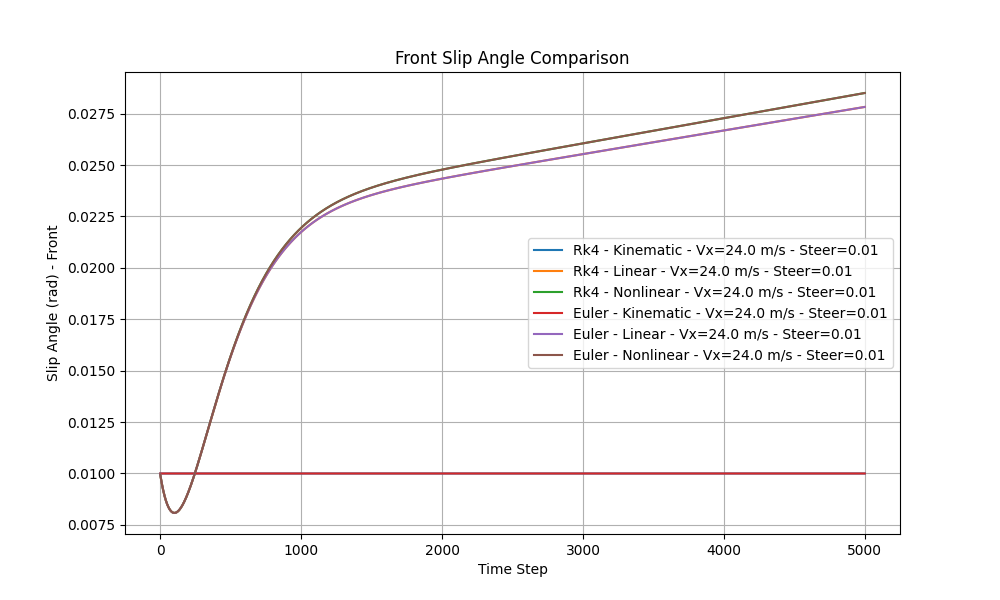 Front Slip Angle Comparison
Slip Angle (rad) - Front
0.0275
0.0250
0.0225
0.0200
0.0175
0.0150
0.0125
0.0100
0.0075
Rk4 - Kinematic - Vx=24.0 m/s - Steer=0.01
Rk4 - Linear - Vx=24.0 m/s - Steer=0.01
Rk4 - Nonlinear - Vx=24.0 m/s - Steer=0.01
Euler - Kinematic - Vx=24.0 m/s - Steer=0.01
Euler - Linear - Vx=24.0 m/s - Steer=0.01
Euler - Nonlinear - Vx=24.0 m/s - Steer=0.01
0 1000 2000 3000 4000 5000
Time Step